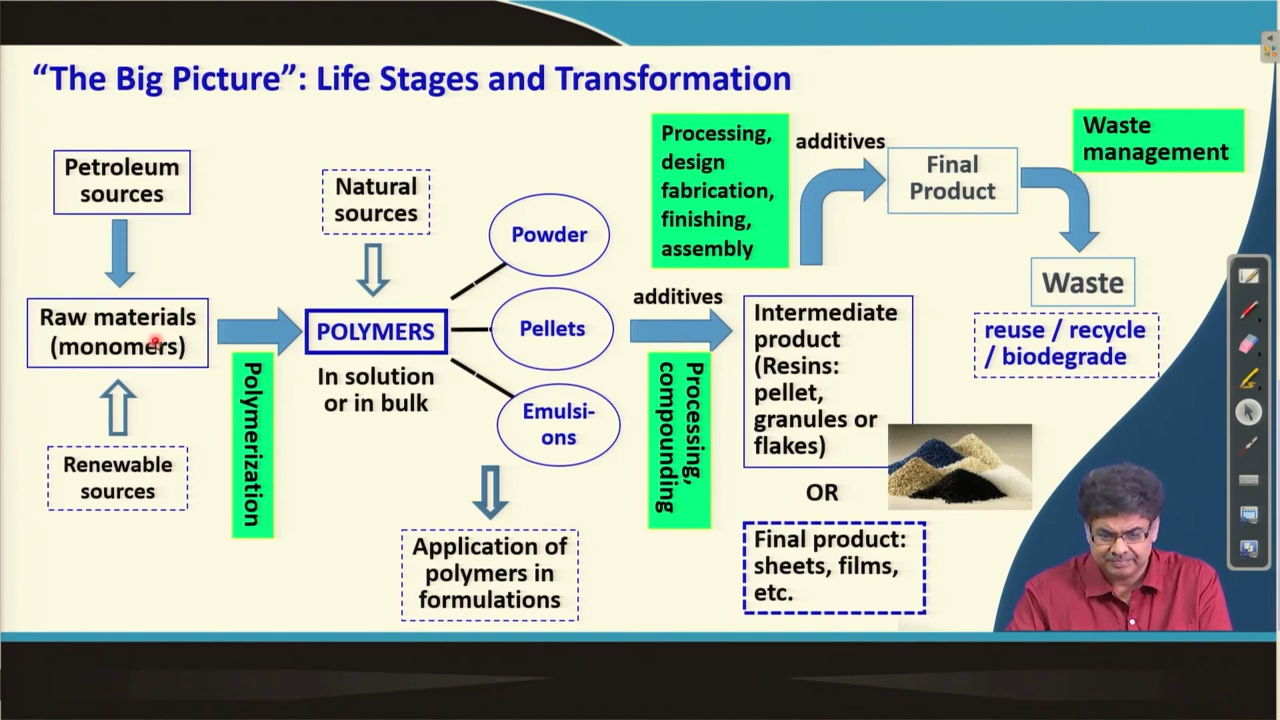 “The Big Picture”: Life Stages and Transformation
Petroleum
sources
Raw materials
(monomers)
Renewable
sources
Polymerization
Natural
sources
POLYMERS
In solution
or in bulk
Powder
Pellets
Emulsi-
ons
Application of
polymers in
formulations
additives
Processing,
compounding
Processing,
design
fabrication,
finishing,
assembly
additives
Intermediate
product
(Resins:
pellet,
granules or
flakes)
OR
Final product:
sheets, films,
etc.
Final
Product
Waste
management
Waste
reuse / recycle
/ biodegrade